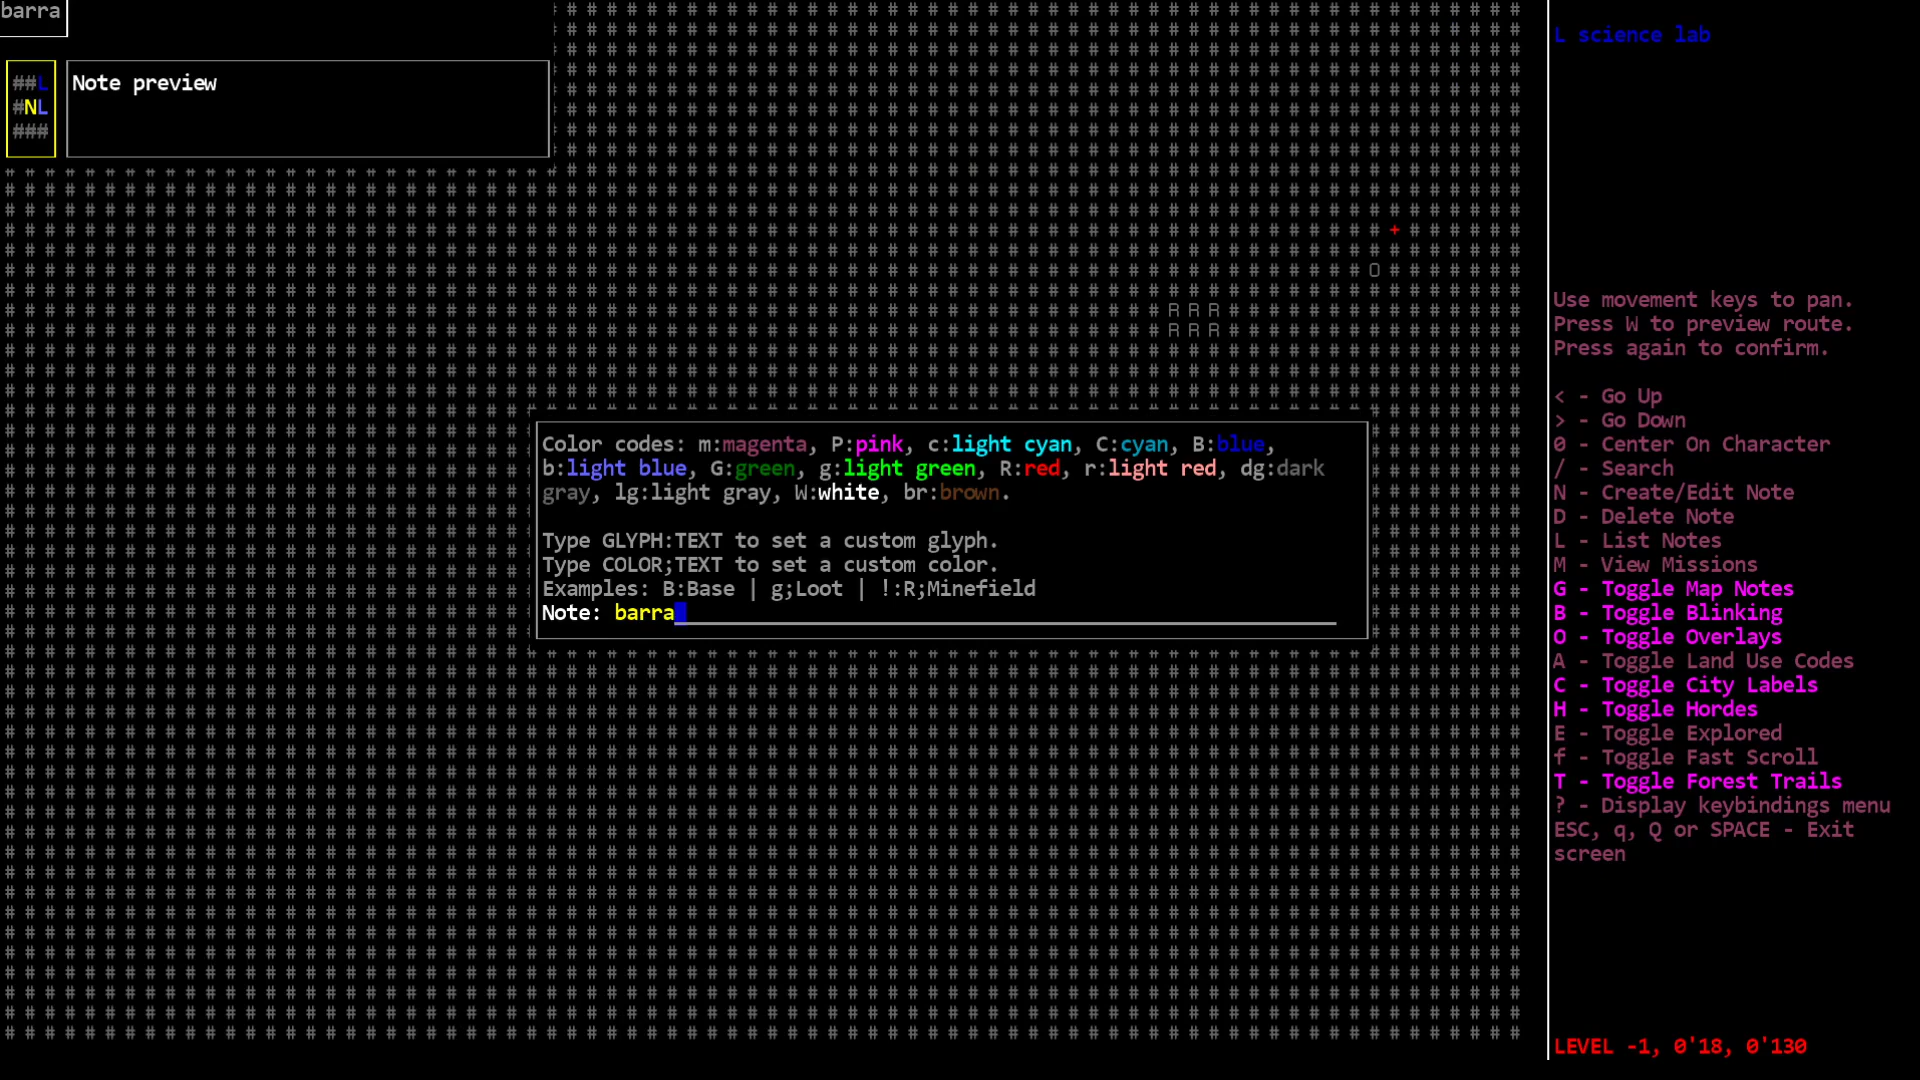 barra
##L
#NL
###
Note preview
+
O
R R R
R R R
Color codes: m:magenta, P:pink, c:light cyan, C:cyan, B:blue,
b:light blue, G:green, g:light green, R:red, r:light red, dg:dark
gray, lg:light gray, W:white, br:brown.
Type GLYPH:TEXT to set a custom glyph.
Type COLOR;TEXT to set a custom color.
Examples: B:Base | g;Loot | !:R;Minefield
Note: barra
L science lab
Use movement keys to pan.
Press W to preview route.
Press again to confirm.
< - Go Up
> - Go Down
0 - Center On Character
/ - Search
N - Create/Edit Note
D - Delete Note
L - List Notes
M - View Missions
G - Toggle Map Notes
B - Toggle Blinking
O - Toggle Overlays
A - Toggle Land Use Codes
C - Toggle City Labels
H - Toggle Hordes
E - Toggle Explored
f - Toggle Fast Scroll
T - Toggle Forest Trails
? - Display keybindings menu
ESC, q, Q or SPACE - Exit
screen
LEVEL -1, 0'18, 0'130